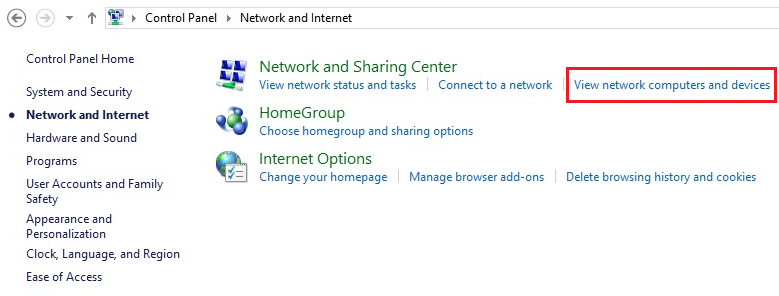 Control Panel ▸ Network and Internet
Control Panel Home
System and Security
Network and Internet
Hardware and Sound
Programs
User Accounts and Family
Safety
Appearance and
Personalization
Clock, Language, and Region
Ease of Access
Network and Sharing Center
View network status and tasks Connect to a network View network computers and devices
HomeGroup
Choose homegroup and sharing options
Internet Options
Change your homepage Manage browser add-ons Delete browsing history and cookies